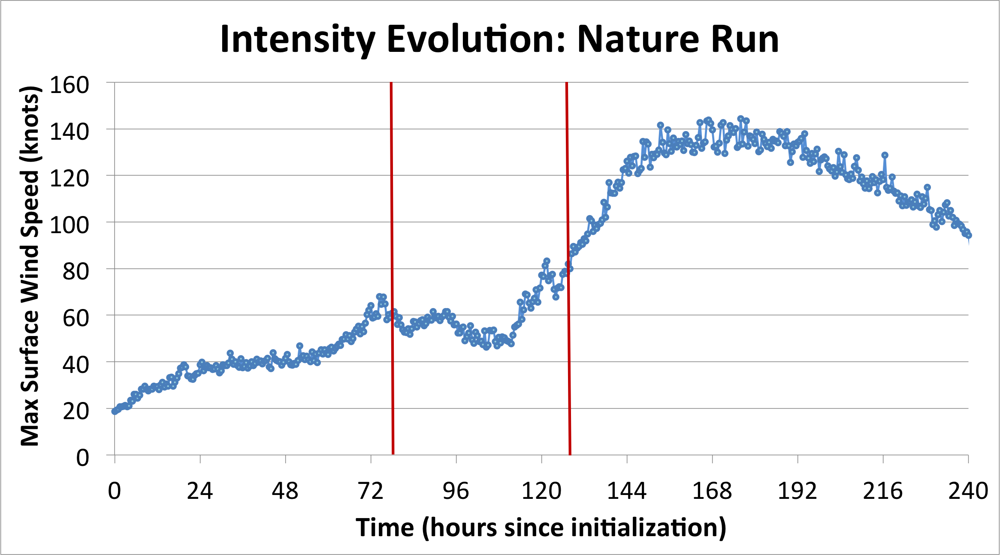 Intensity Evolution: Nature Run
Max Surface Wind Speed (knots)
160
140
120
100
80
60
40
20
0
0 24 48 72 96 120 144 168 192 216 240
Time (hours since initialization)